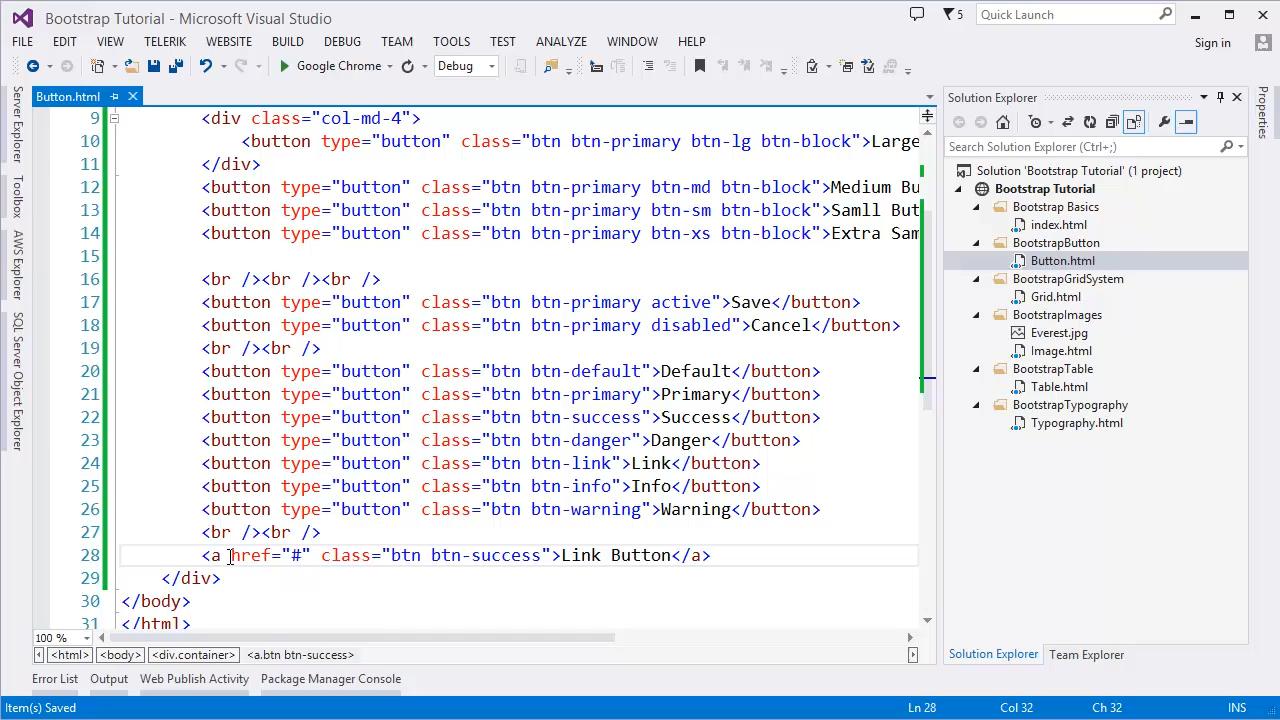 Bootstrap Tutorial - Microsoft Visual Studio
5
Quick Launch
FILE EDIT VIEW TELERIK WEBSITE BUILD DEBUG TEAM TOOLS TEST ANALYZE WINDOW HELP
Sign in
Google Chrome Debug
Server Explorer
Toolbox
AWS Explorer
SQL Server Object Explorer
Button.html
9 <div class="col-md-4">
10 <button type="button" class="btn btn-primary btn-lg btn-block">Large
11 </div>
12 <button type="button" class="btn btn-primary btn-md btn-block">Medium Bu
13 <button type="button" class="btn btn-primary btn-sm btn-block">Samll But
14 <button type="button" class="btn btn-primary btn-xs btn-block">Extra Sam
15
16 <br /><br /><br />
17 <button type="button" class="btn btn-primary active">Save</button>
18 <button type="button" class="btn btn-primary disabled">Cancel</button>
19 <br /><br />
20 <button type="button" class="btn btn-default">Default</button>
21 <button type="button" class="btn btn-primary">Primary</button>
22 <button type="button" class="btn btn-success">Success</button>
23 <button type="button" class="btn btn-danger">Danger</button>
24 <button type="button" class="btn btn-link">Link</button>
25 <button type="button" class="btn btn-info">Info</button>
26 <button type="button" class="btn btn-warning">Warning</button>
27 <br /><br />
28 <a href="#" class="btn btn-success">Link Button</a>
29 </div>
30 </body>
31 </html>
100 %
<html> <body> <div.container> <a.btn btn-success>
Solution Explorer
Search Solution Explorer (Ctrl+;)
Solution 'Bootstrap Tutorial' (1 project)
Bootstrap Tutorial
Bootstrap Basics
index.html
BootstrapButton
Button.html
BootstrapGridSystem
Grid.html
BootstrapImages
Everest.jpg
Image.html
BootstrapTable
Table.html
BootstrapTypography
Typography.html
Solution Explorer Team Explorer
Properties
Error List Output Web Publish Activity Package Manager Console
Item(s) Saved Ln 28 Col 32 Ch 32 INS